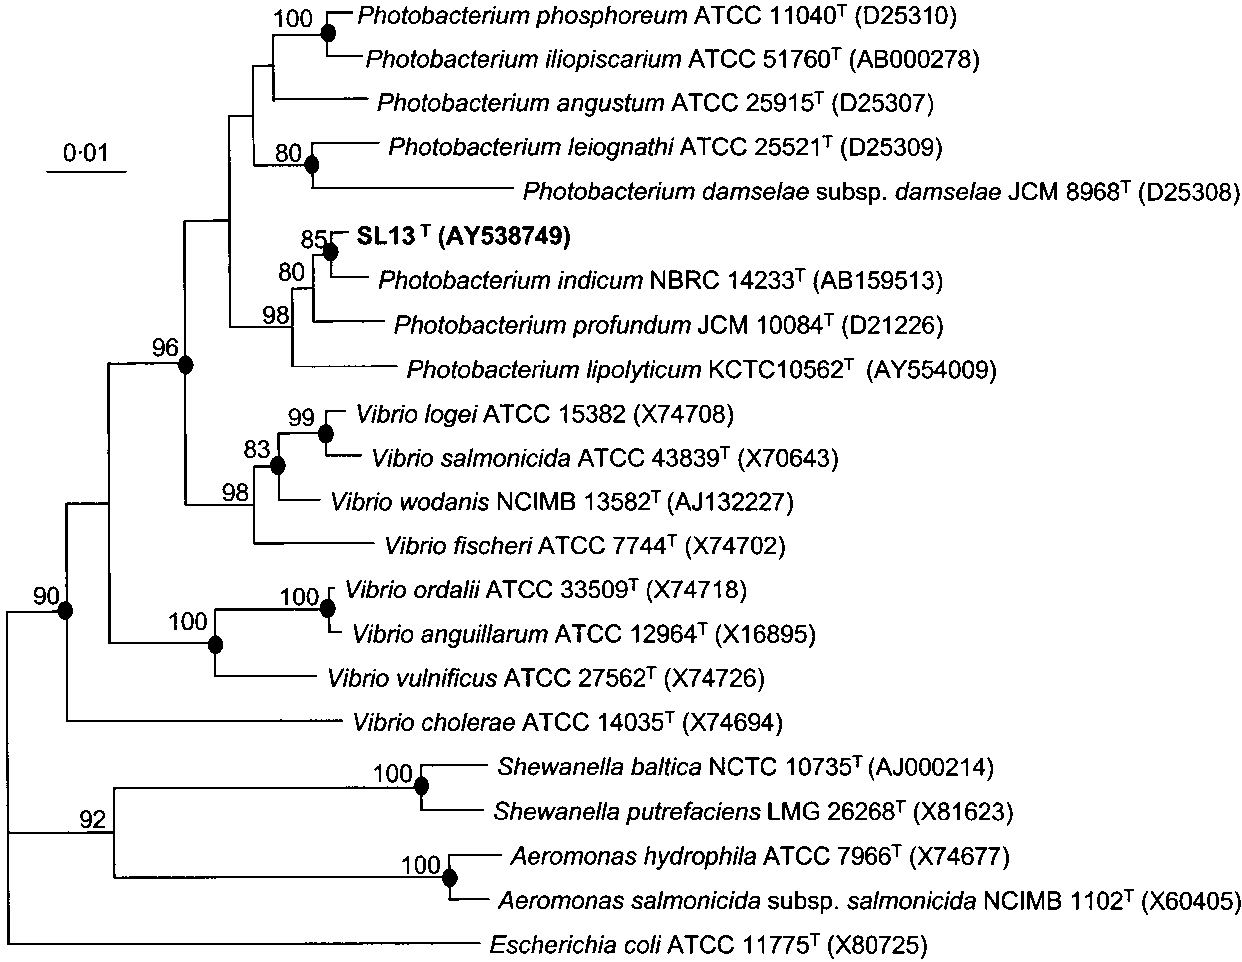 100
Photobacterium phosphoreum ATCC 11040ᵀ (D25310)
Photobacterium iliopiscarium ATCC 51760ᵀ (AB000278)
Photobacterium angustum ATCC 25915ᵀ (D25307)
0·01
80
Photobacterium leiognathi ATCC 25521ᵀ (D25309)
Photobacterium damselae subsp. damselae JCM 8968ᵀ (D25308)
85
SL13 ᵀ (AY538749)
80
Photobacterium indicum NBRC 14233ᵀ (AB159513)
98
Photobacterium profundum JCM 10084ᵀ (D21226)
96
Photobacterium lipolyticum KCTC10562ᵀ (AY554009)
99
Vibrio logei ATCC 15382 (X74708)
83
Vibrio salmonicida ATCC 43839ᵀ (X70643)
98
Vibrio wodanis NCIMB 13582ᵀ (AJ132227)
Vibrio fischeri ATCC 7744ᵀ (X74702)
90
100
Vibrio ordalii ATCC 33509ᵀ (X74718)
100
Vibrio anguillarum ATCC 12964ᵀ (X16895)
Vibrio vulnificus ATCC 27562ᵀ (X74726)
Vibrio cholerae ATCC 14035ᵀ (X74694)
100
Shewanella baltica NCTC 10735ᵀ (AJ000214)
92
Shewanella putrefaciens LMG 26268ᵀ (X81623)
100
Aeromonas hydrophila ATCC 7966ᵀ (X74677)
Aeromonas salmonicida subsp. salmonicida NCIMB 1102ᵀ (X60405)
Escherichia coli ATCC 11775ᵀ (X80725)